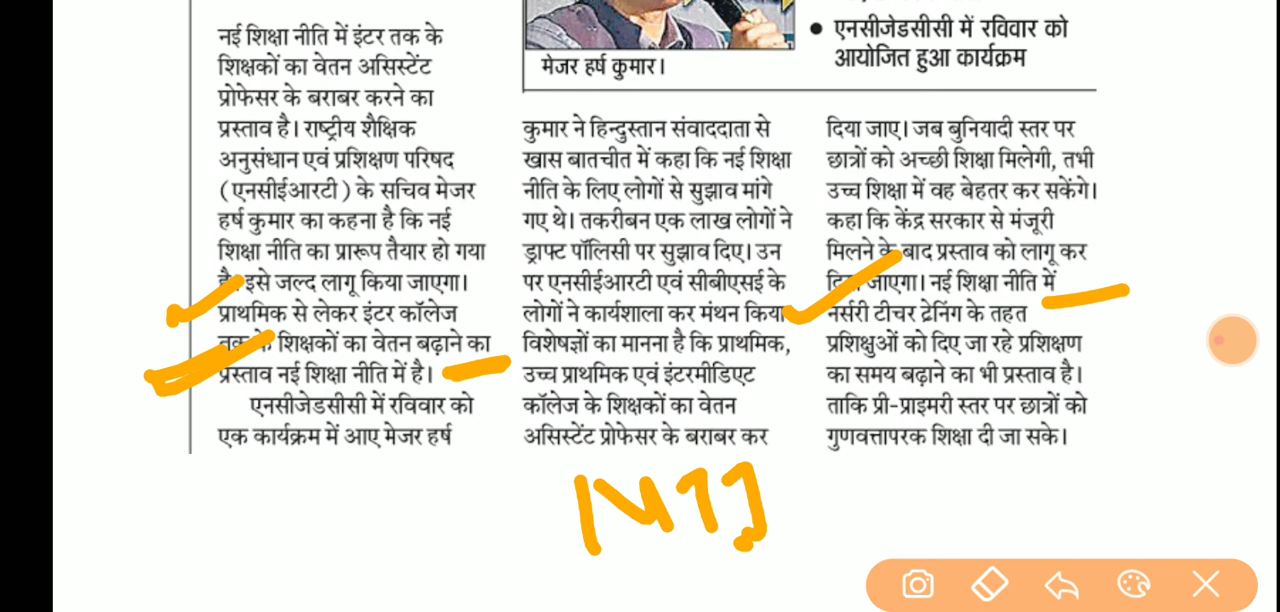 नई शिक्षा नीति में इंटर तक के
शिक्षकों का वेतन असिस्टेंट
प्रोफेसर के बराबर करने का
प्रस्ताव है। राष्ट्रीय शैक्षिक
अनुसंधान एवं प्रशिक्षण परिषद
(एनसीईआरटी) के सचिव मेजर
हर्ष कुमार का कहना है कि नई
शिक्षा नीति का प्रारूप तैयार हो गया
है। इसे जल्द लागू किया जाएगा।
प्राथमिक से लेकर इंटर कॉलेज
तक के शिक्षकों का वेतन बढ़ाने का
प्रस्ताव नई शिक्षा नीति में है।
एनसीजेडसीसी में रविवार को
एक कार्यक्रम में आए मेजर हर्ष
मेजर हर्ष कुमार।
कुमार ने हिन्दुस्तान संवाददाता से
खास बातचीत में कहा कि नई शिक्षा
नीति के लिए लोगों से सुझाव मांगे
गए थे। तकरीबन एक लाख लोगों ने
ड्राफ्ट पॉलिसी पर सुझाव दिए। उन
पर एनसीईआरटी एवं सीबीएसई के
लोगों ने कार्यशाला कर मंथन किया
विशेषज्ञों का मानना है कि प्राथमिक,
उच्च प्राथमिक एवं इंटरमीडिएट
कॉलेज के शिक्षकों का वेतन
असिस्टेंट प्रोफेसर के बराबर कर
● एनसीजेडसीसी में रविवार को
आयोजित हुआ कार्यक्रम
दिया जाए। जब बुनियादी स्तर पर
छात्रों को अच्छी शिक्षा मिलेगी, तभी
उच्च शिक्षा में वह बेहतर कर सकेंगे।
कहा कि केंद्र सरकार से मंजूरी
मिलने के बाद प्रस्ताव को लागू कर
दिया जाएगा। नई शिक्षा नीति में
नर्सरी टीचर ट्रेनिंग के तहत
प्रशिक्षुओं को दिए जा रहे प्रशिक्षण
का समय बढ़ाने का भी प्रस्ताव है।
ताकि प्री-प्राइमरी स्तर पर छात्रों को
गुणवत्तापरक शिक्षा दी जा सके।